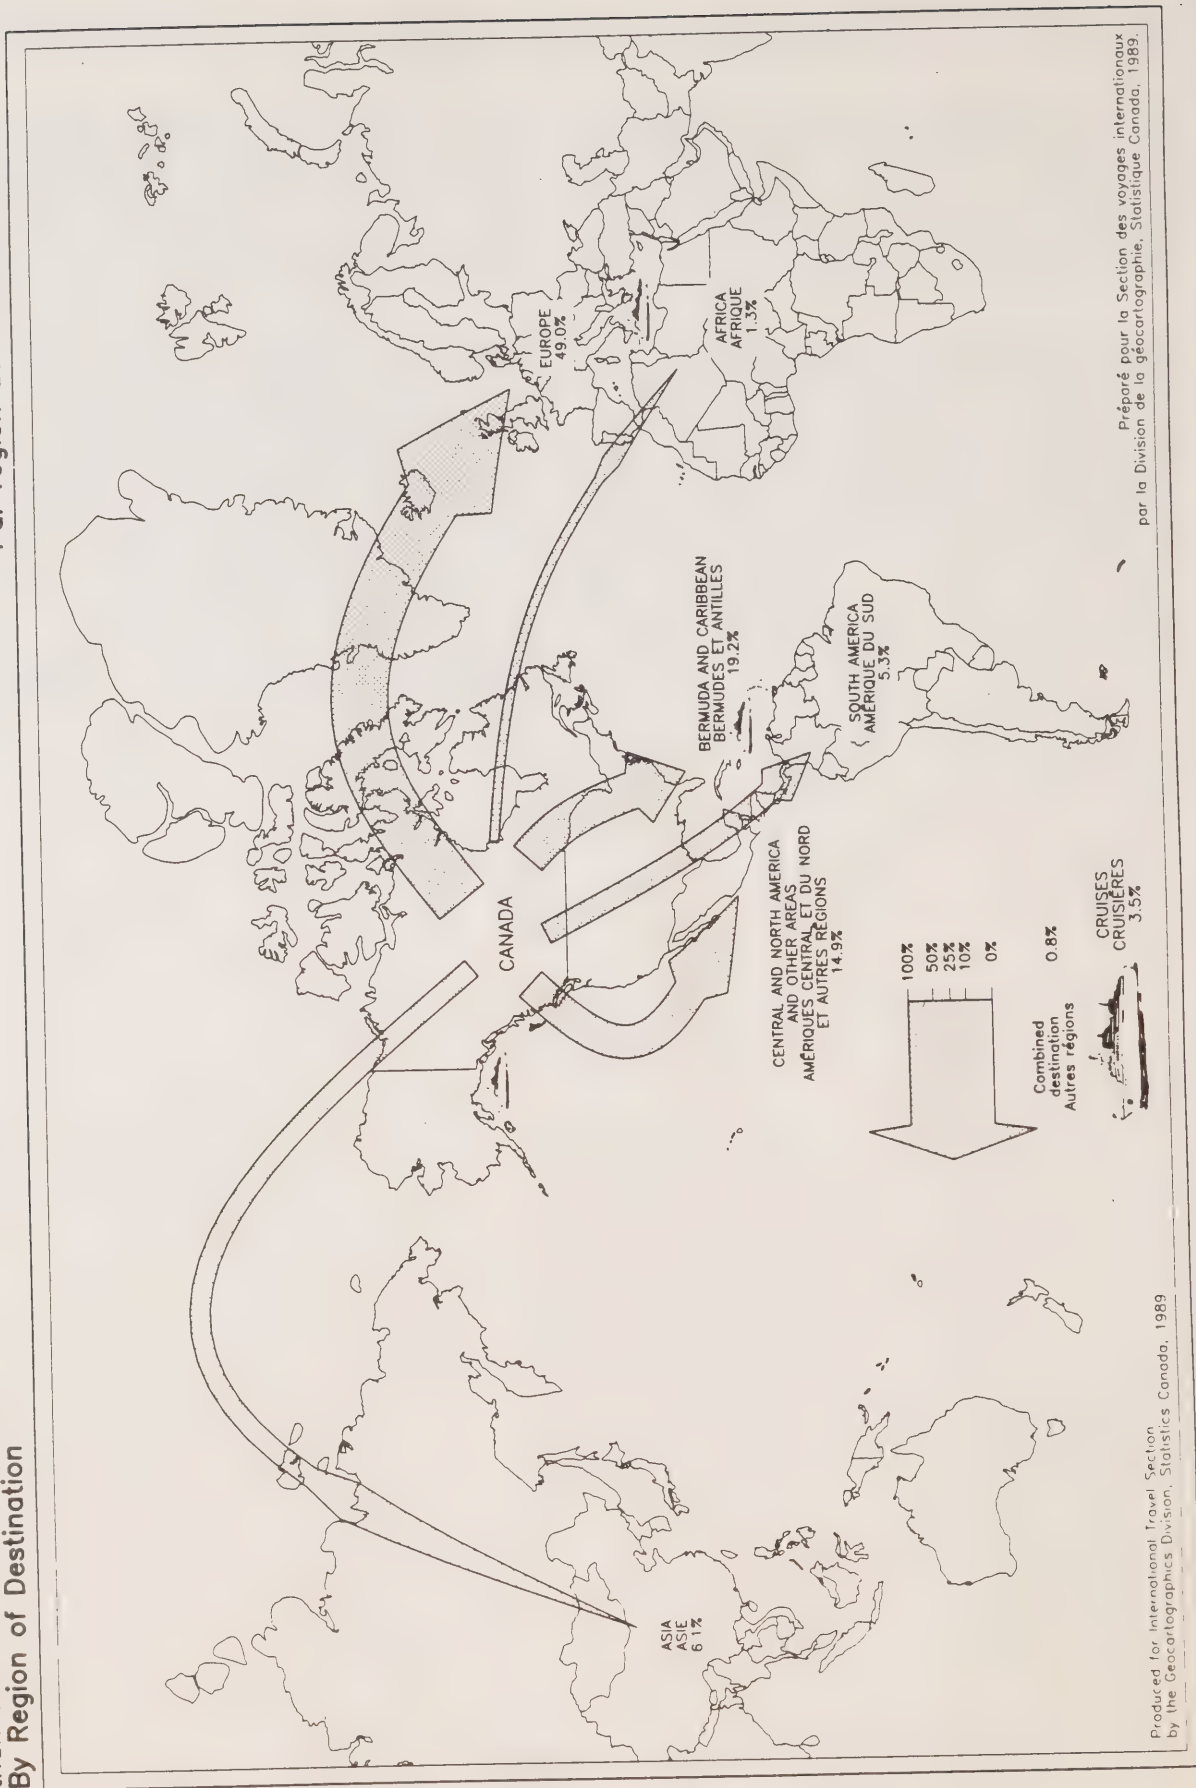 By Region of Destination
EUROPE
49.0%
AFRICA
AFRIQUE
1.3%
BERMUDA AND CARIBBEAN
BERMUDES ET ANTILLES
19.2%
SOUTH AMERICA
AMÉRIQUE DU SUD
5.3%
CANADA
CENTRAL AND NORTH AMERICA
AND OTHER AREAS
AMÉRIQUES CENTRAL ET DU NORD
ET AUTRES RÉGIONS
14.9%
ASIA
ASIE
6.1%
100%
50%
25%
10%
0%
Combined
destination
Autres régions
0.8%
CRUISES
CRUISIÈRES
3.5%
Produced for International Travel Section
by the Geocartographics Division, Statistics Canada, 1989
Préparé pour la Section des voyages internationaux
par la Division de la géocartographie, Statistique Canada, 1989.